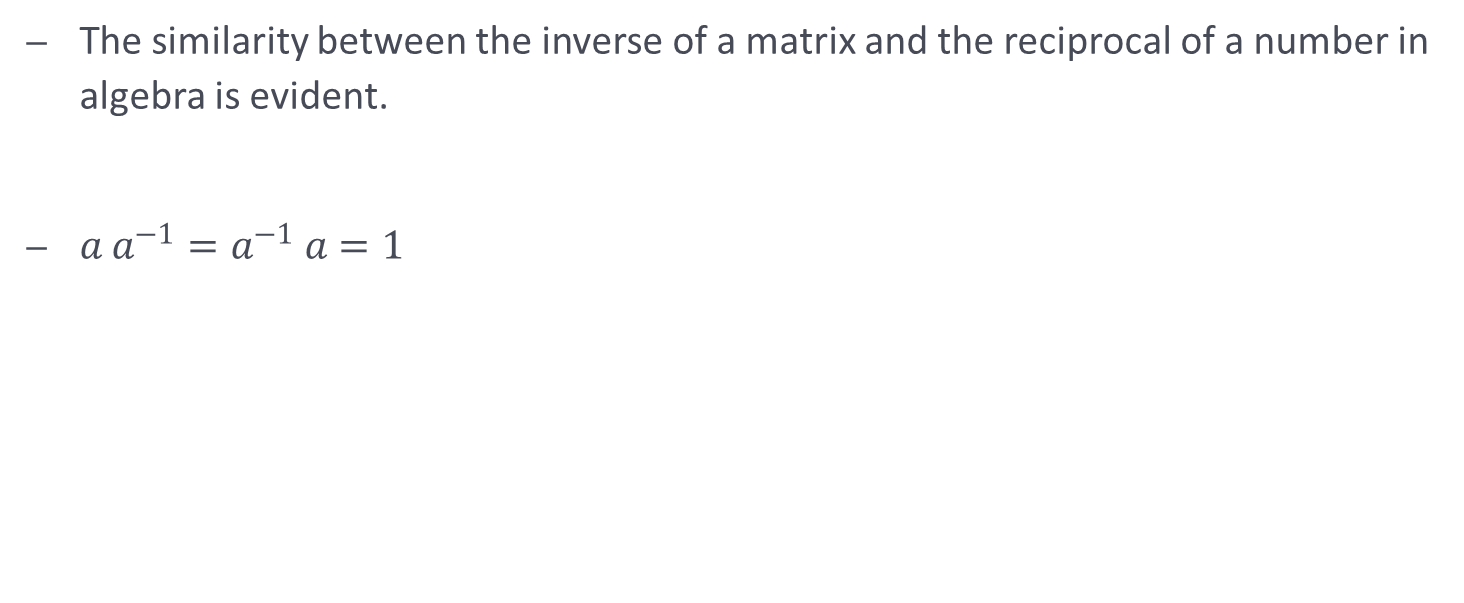 – The similarity between the inverse of a matrix and the reciprocal of a number in
algebra is evident.
– a a⁻¹ = a⁻¹ a = 1